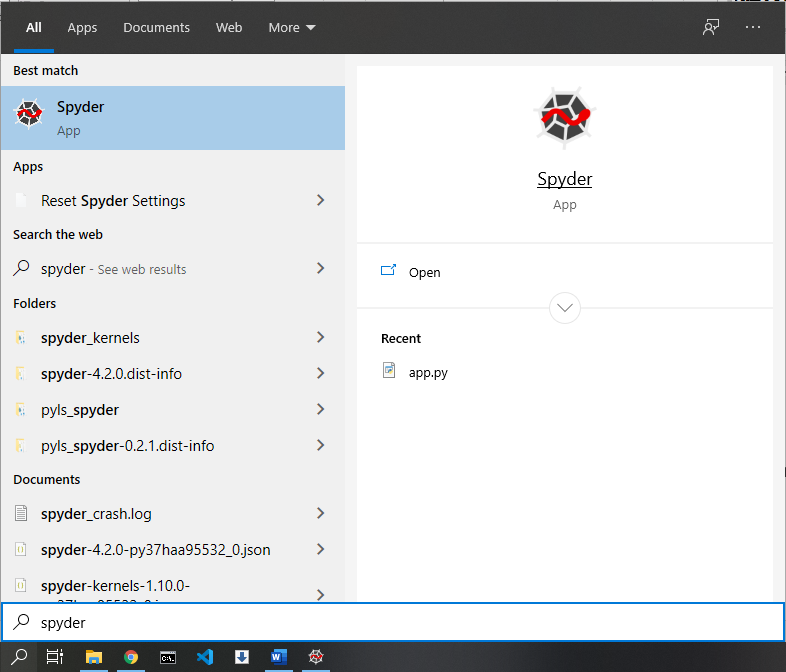 All Apps Documents Web More
Best match
Spyder
App
Apps
Reset Spyder Settings
Search the web
spyder - See web results
Folders
spyder_kernels
spyder-4.2.0.dist-info
pyls_spyder
pyls_spyder-0.2.1.dist-info
Documents
spyder_crash.log
spyder-4.2.0-py37haa95532_0.json
spyder-kernels-1.10.0-
Spyder
App
Open
Recent
app.py
spyder